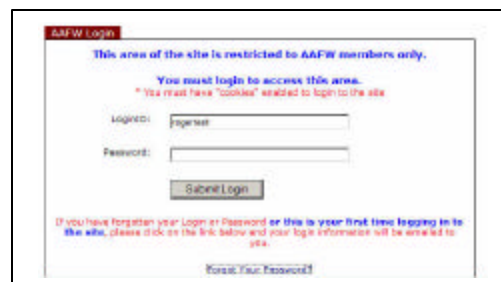 AAFW Login
This area of the site is restricted to AAFW members only.
You must login to access this area.
* You must have "cookies" enabled to login to the site
LoginID:
Password:
Submit Login
If you have forgotten your Login or Password or this is your first time logging in to
the site, please click on the link below and your login information will be emailed to
you.
Forgot Your Password?